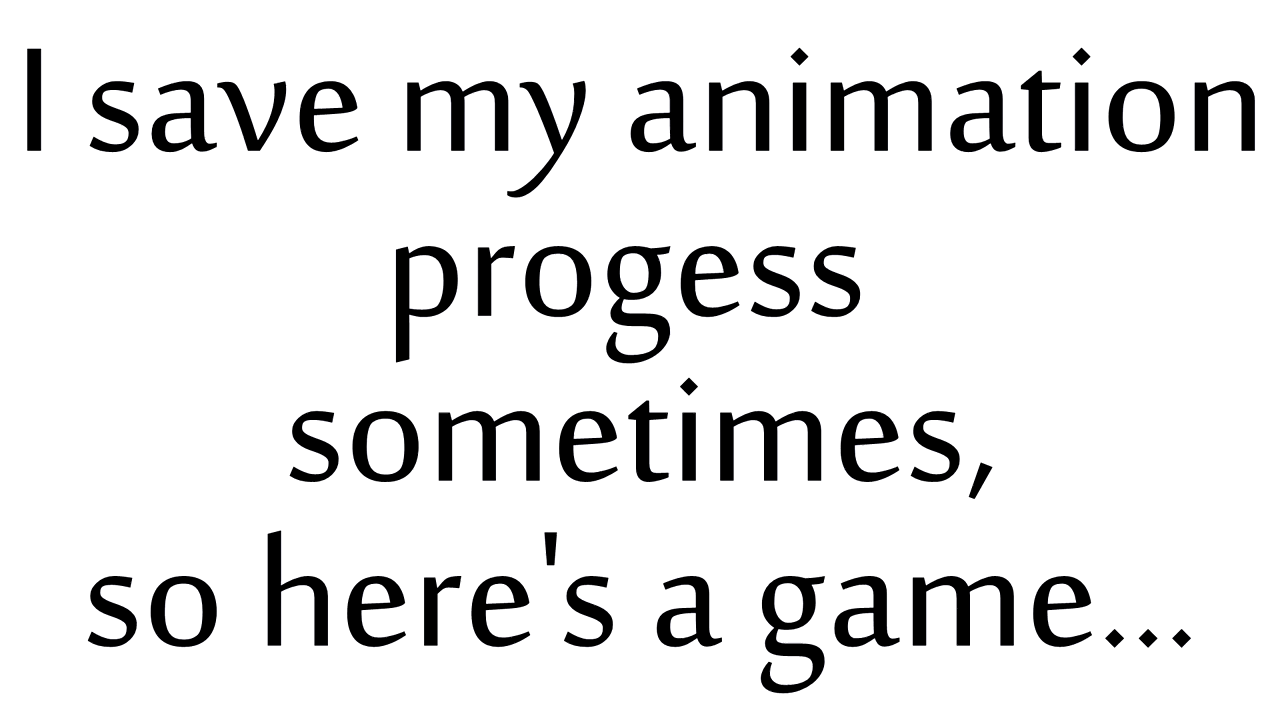 I save my animation
progess
sometimes,
so here's a game...